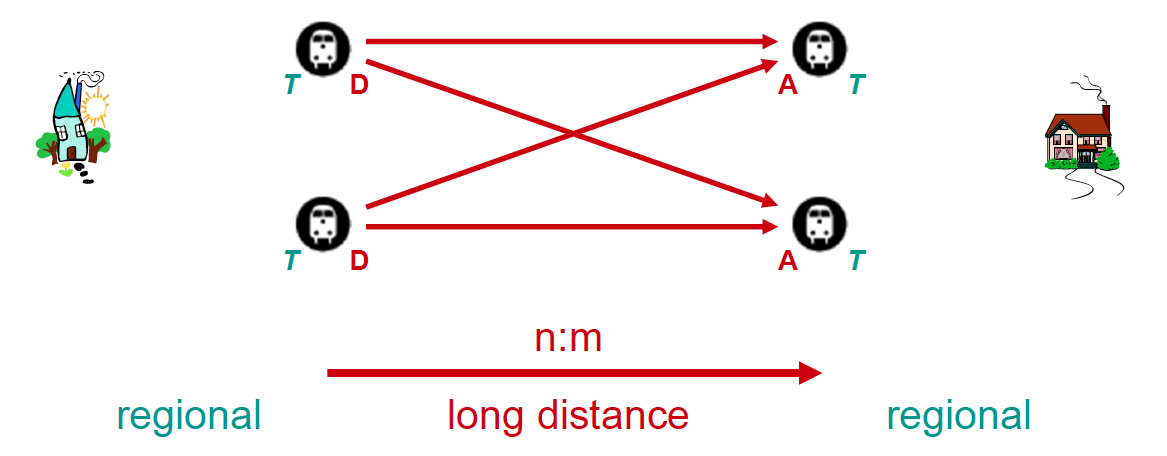 T D A T
T D A T
n:m
regional long distance regional